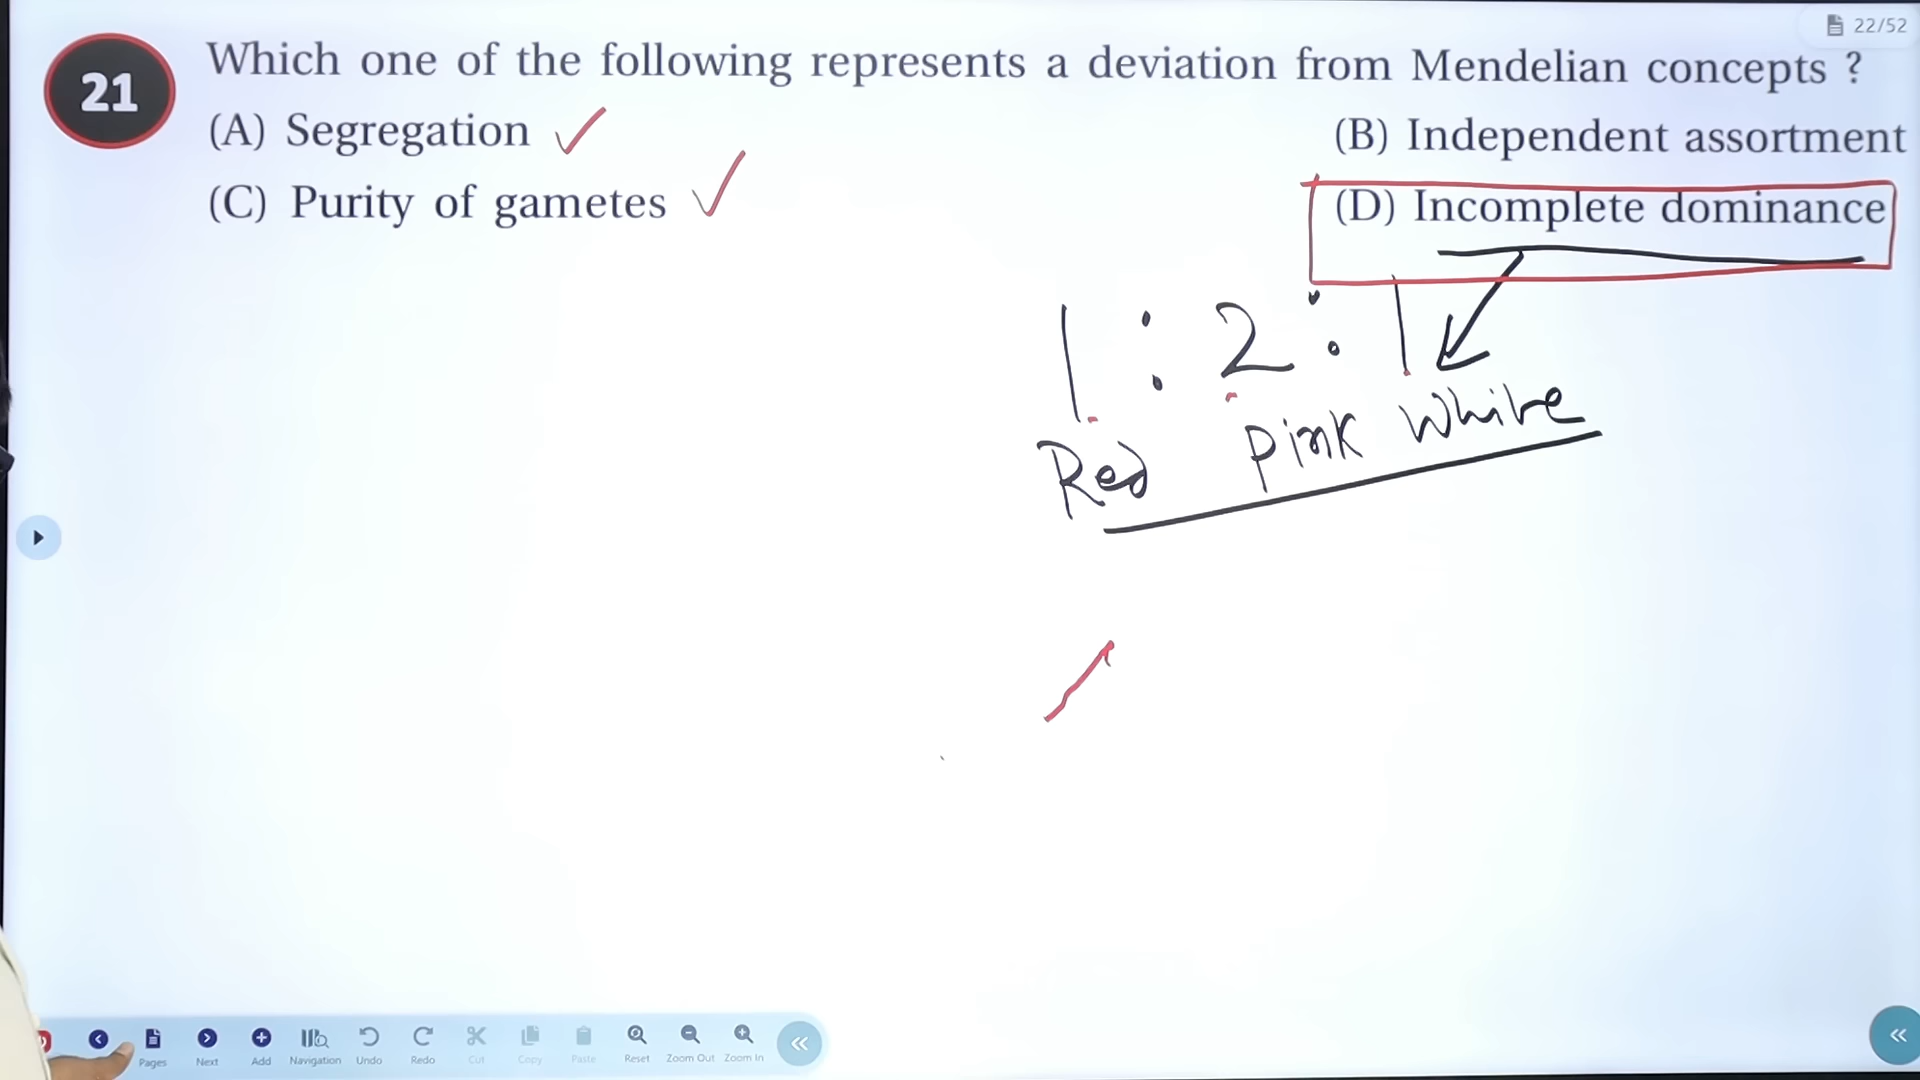 22/52
21 Which one of the following represents a deviation from Mendelian concepts ?
(A) Segregation (B) Independent assortment
(C) Purity of gametes (D) Incomplete dominance
1 : 2 : 1
Red Pink White
Pages Next Add Navigation Undo Redo Cut Copy Paste Reset Zoom Out Zoom In